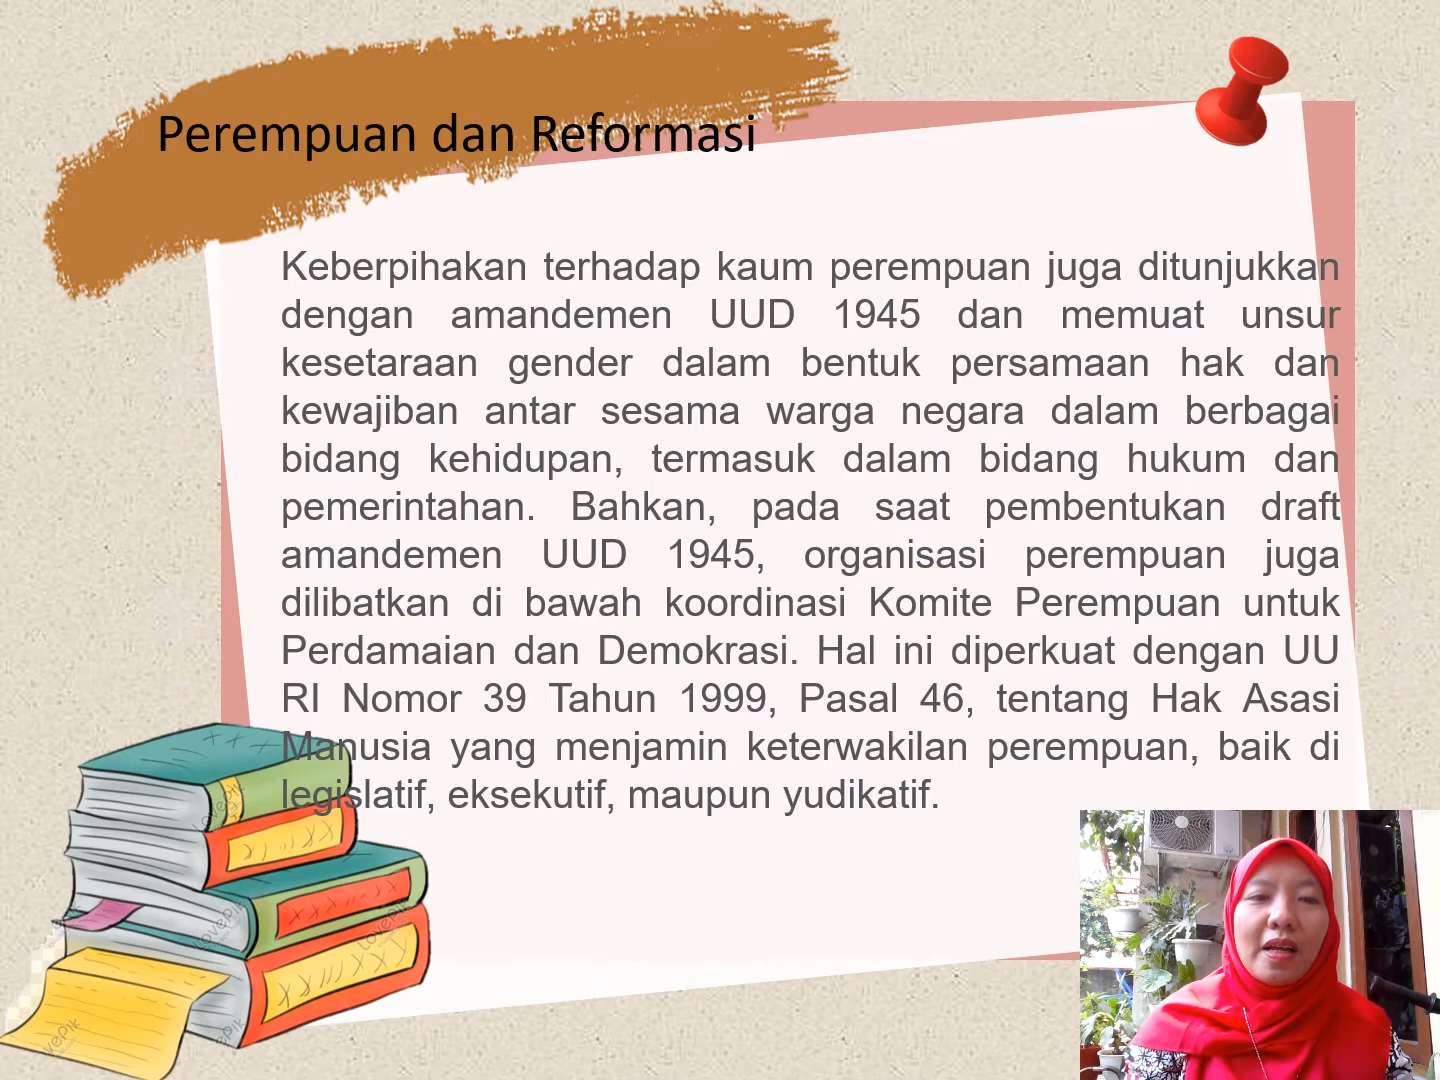 Perempuan dan Reformasi
Keberpihakan terhadap kaum perempuan juga ditunjukkan
dengan amandemen UUD 1945 dan memuat unsur
kesetaraan gender dalam bentuk persamaan hak dan
kewajiban antar sesama warga negara dalam berbagai
bidang kehidupan, termasuk dalam bidang hukum dan
pemerintahan. Bahkan, pada saat pembentukan draft
amandemen UUD 1945, organisasi perempuan juga
dilibatkan di bawah koordinasi Komite Perempuan untuk
Perdamaian dan Demokrasi. Hal ini diperkuat dengan UU
RI Nomor 39 Tahun 1999, Pasal 46, tentang Hak Asasi
Manusia yang menjamin keterwakilan perempuan, baik di
legislatif, eksekutif, maupun yudikatif.